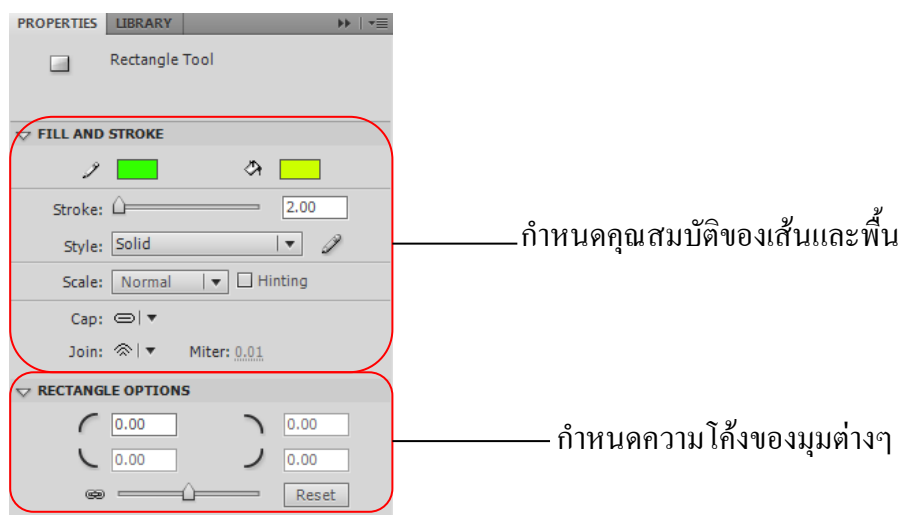 PROPERTIES LIBRARY
Rectangle Tool
FILL AND STROKE
Stroke: 2.00
Style: Solid
Scale: Normal Hinting
Cap:
Join: Miter: 0.01
กำหนดคุณสมบัติของเส้นและพื้น
RECTANGLE OPTIONS
0.00 0.00
0.00 0.00
Reset
กำหนดความโค้งของมุมต่างๆ